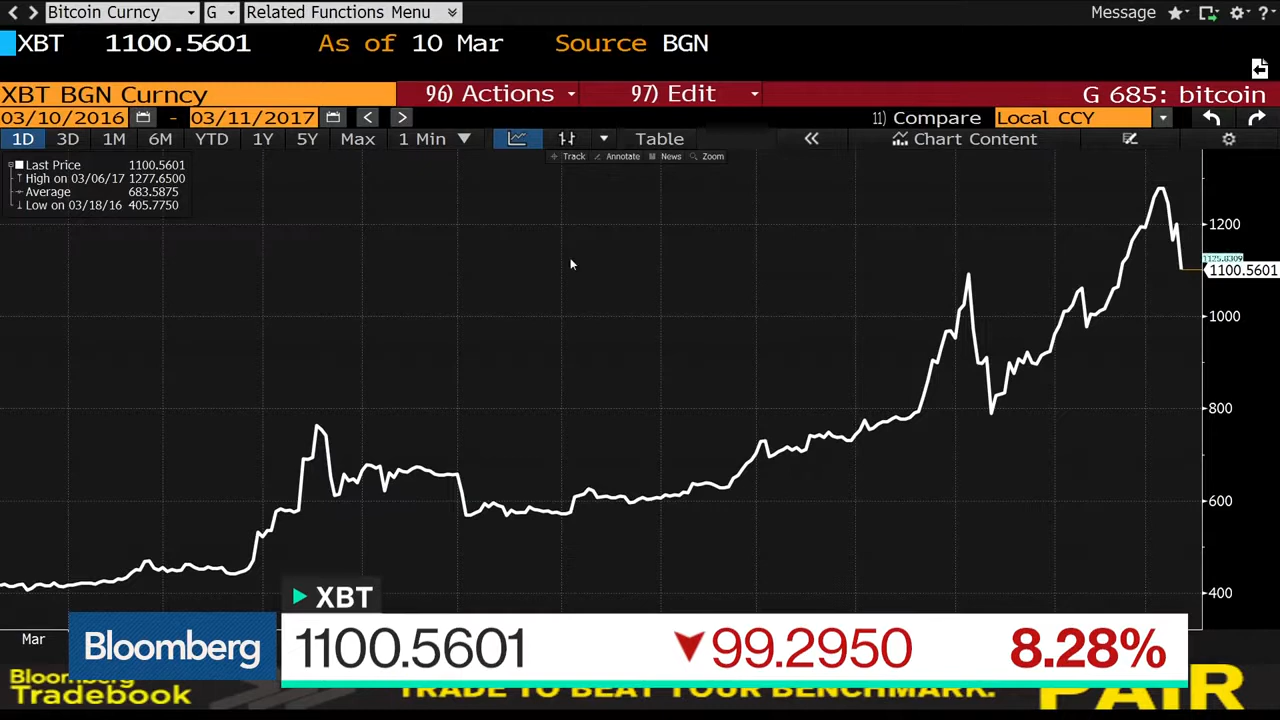 Bitcoin Curncy G Related Functions Menu Message ?
XBT 1100.5601 As of 10 Mar Source BGN
XBT BGN Curncy 96) Actions 97) Edit G 685: bitcoin
03/10/2016 - 03/11/2017 11) Compare Local CCY
1D 3D 1M 6M YTD 1Y 5Y Max 1 Min Table Chart Content
Track Annotate News Zoom
Last Price 1100.5601
High on 03/06/17 1277.6500
Average 683.5875
Low on 03/18/16 405.7750
1200
1125.8309
1100.5601
1000
800
600
400
XBT
Mar
Bloomberg 1100.5601 99.2950 8.28%
Bloomberg
Tradebook TRADE TO BEAT YOUR BENCHMARK. PAIR